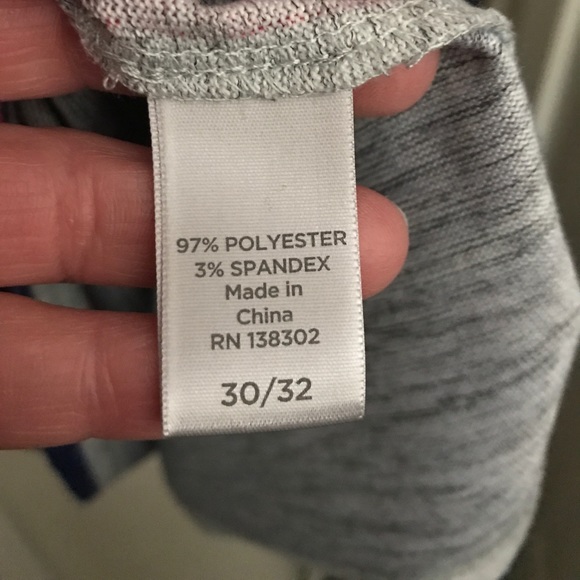 97% POLYESTER
3% SPANDEX
Made in
China
RN 138302
30/32